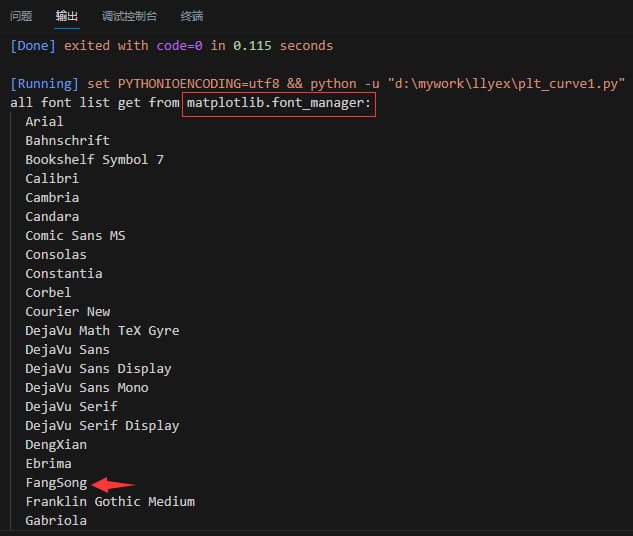 问题 输出 调试控制台 终端
[Done] exited with code=0 in 0.115 seconds
[Running] set PYTHONIOENCODING=utf8 && python -u "d:\mywork\llyex\plt_curve1.py"
all font list get from matplotlib.font_manager:
Arial
Bahnschrift
Bookshelf Symbol 7
Calibri
Cambria
Candara
Comic Sans MS
Consolas
Constantia
Corbel
Courier New
DejaVu Math TeX Gyre
DejaVu Sans
DejaVu Sans Display
DejaVu Sans Mono
DejaVu Serif
DejaVu Serif Display
DengXian
Ebrima
FangSong
Franklin Gothic Medium
Gabriola